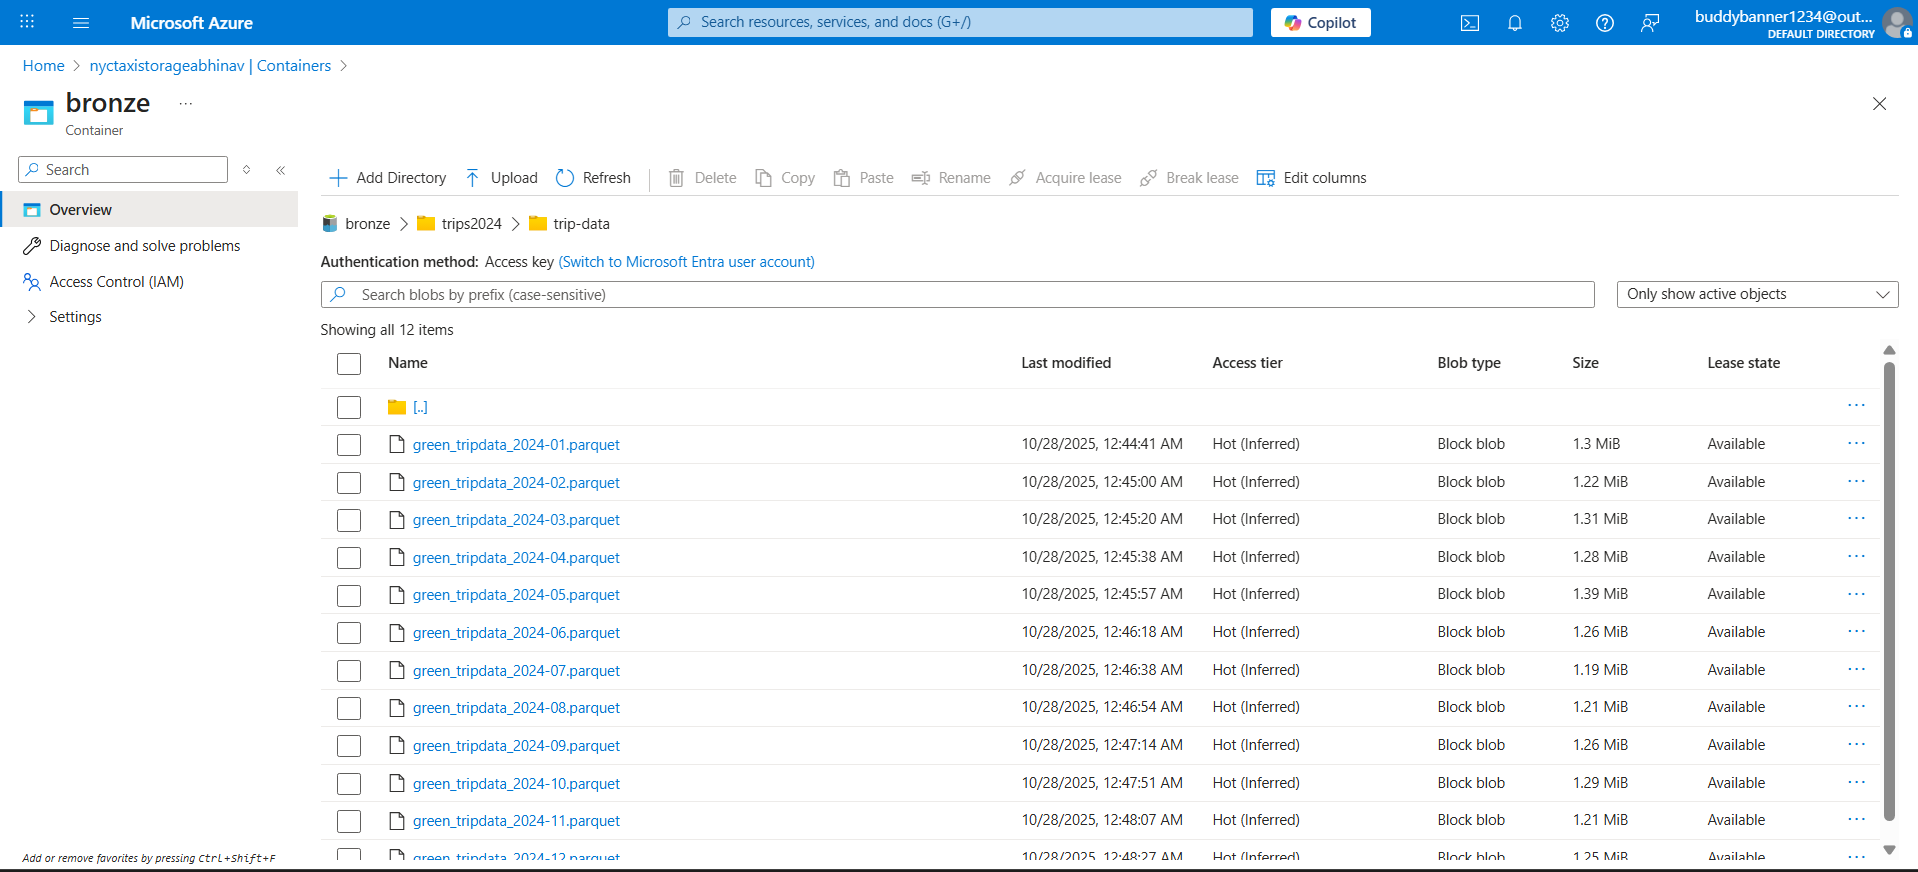 Microsoft Azure
Search resources, services, and docs (G+/)
Copilot
buddybanner1234@out...
DEFAULT DIRECTORY
Home > nyctaxistorageabhinav | Containers >
bronze ...
Container
Search
Overview
Diagnose and solve problems
Access Control (IAM)
Settings
Add or remove favorites by pressing Ctrl+Shift+F
Add Directory Upload Refresh Delete Copy Paste Rename Acquire lease Break lease Edit columns
bronze > trips2024 > trip-data
Authentication method: Access key (Switch to Microsoft Entra user account)
Search blobs by prefix (case-sensitive)
Only show active objects
Showing all 12 items
Name Last modified Access tier Blob type Size Lease state
[..] ...
green_tripdata_2024-01.parquet 10/28/2025, 12:44:41 AM Hot (Inferred) Block blob 1.3 MiB Available ...
green_tripdata_2024-02.parquet 10/28/2025, 12:45:00 AM Hot (Inferred) Block blob 1.22 MiB Available ...
green_tripdata_2024-03.parquet 10/28/2025, 12:45:20 AM Hot (Inferred) Block blob 1.31 MiB Available ...
green_tripdata_2024-04.parquet 10/28/2025, 12:45:38 AM Hot (Inferred) Block blob 1.28 MiB Available ...
green_tripdata_2024-05.parquet 10/28/2025, 12:45:57 AM Hot (Inferred) Block blob 1.39 MiB Available ...
green_tripdata_2024-06.parquet 10/28/2025, 12:46:18 AM Hot (Inferred) Block blob 1.26 MiB Available ...
green_tripdata_2024-07.parquet 10/28/2025, 12:46:38 AM Hot (Inferred) Block blob 1.19 MiB Available ...
green_tripdata_2024-08.parquet 10/28/2025, 12:46:54 AM Hot (Inferred) Block blob 1.21 MiB Available ...
green_tripdata_2024-09.parquet 10/28/2025, 12:47:14 AM Hot (Inferred) Block blob 1.26 MiB Available ...
green_tripdata_2024-10.parquet 10/28/2025, 12:47:51 AM Hot (Inferred) Block blob 1.29 MiB Available ...
green_tripdata_2024-11.parquet 10/28/2025, 12:48:07 AM Hot (Inferred) Block blob 1.21 MiB Available ...
green_tripdata_2024-12.parquet 10/28/2025, 12:48:27 AM Hot (Inferred) Block blob 1.25 MiB Available ...